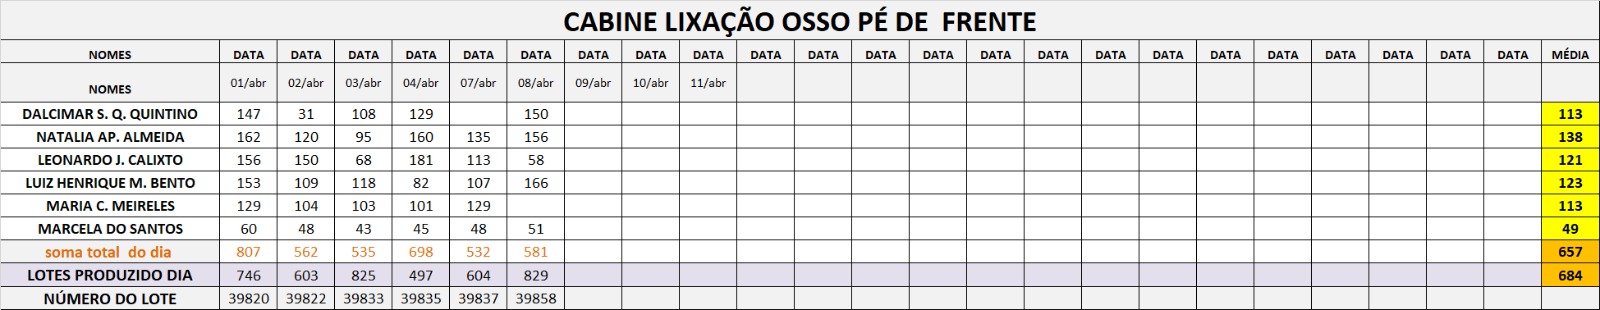 CABINE LIXAÇÃO OSSO PÉ DE FRENTE
NOMES DATA DATA DATA DATA DATA DATA DATA DATA DATA DATA DATA DATA DATA DATA DATA DATA DATA DATA DATA DATA DATA DATA DATA MÉDIA
NOMES 01/abr 02/abr 03/abr 04/abr 07/abr 08/abr 09/abr 10/abr 11/abr
DALCIMAR S. Q. QUINTINO 147 31 108 129 150 113
NATALIA AP. ALMEIDA 162 120 95 160 135 156 138
LEONARDO J. CALIXTO 156 150 68 181 113 58 121
LUIZ HENRIQUE M. BENTO 153 109 118 82 107 166 123
MARIA C. MEIRELES 129 104 103 101 129 113
MARCELA DO SANTOS 60 48 43 45 48 51 49
soma total do dia 807 562 535 698 532 581 657
LOTES PRODUZIDO DIA 746 603 825 497 604 829 684
NÚMERO DO LOTE 39820 39822 39833 39835 39837 39858